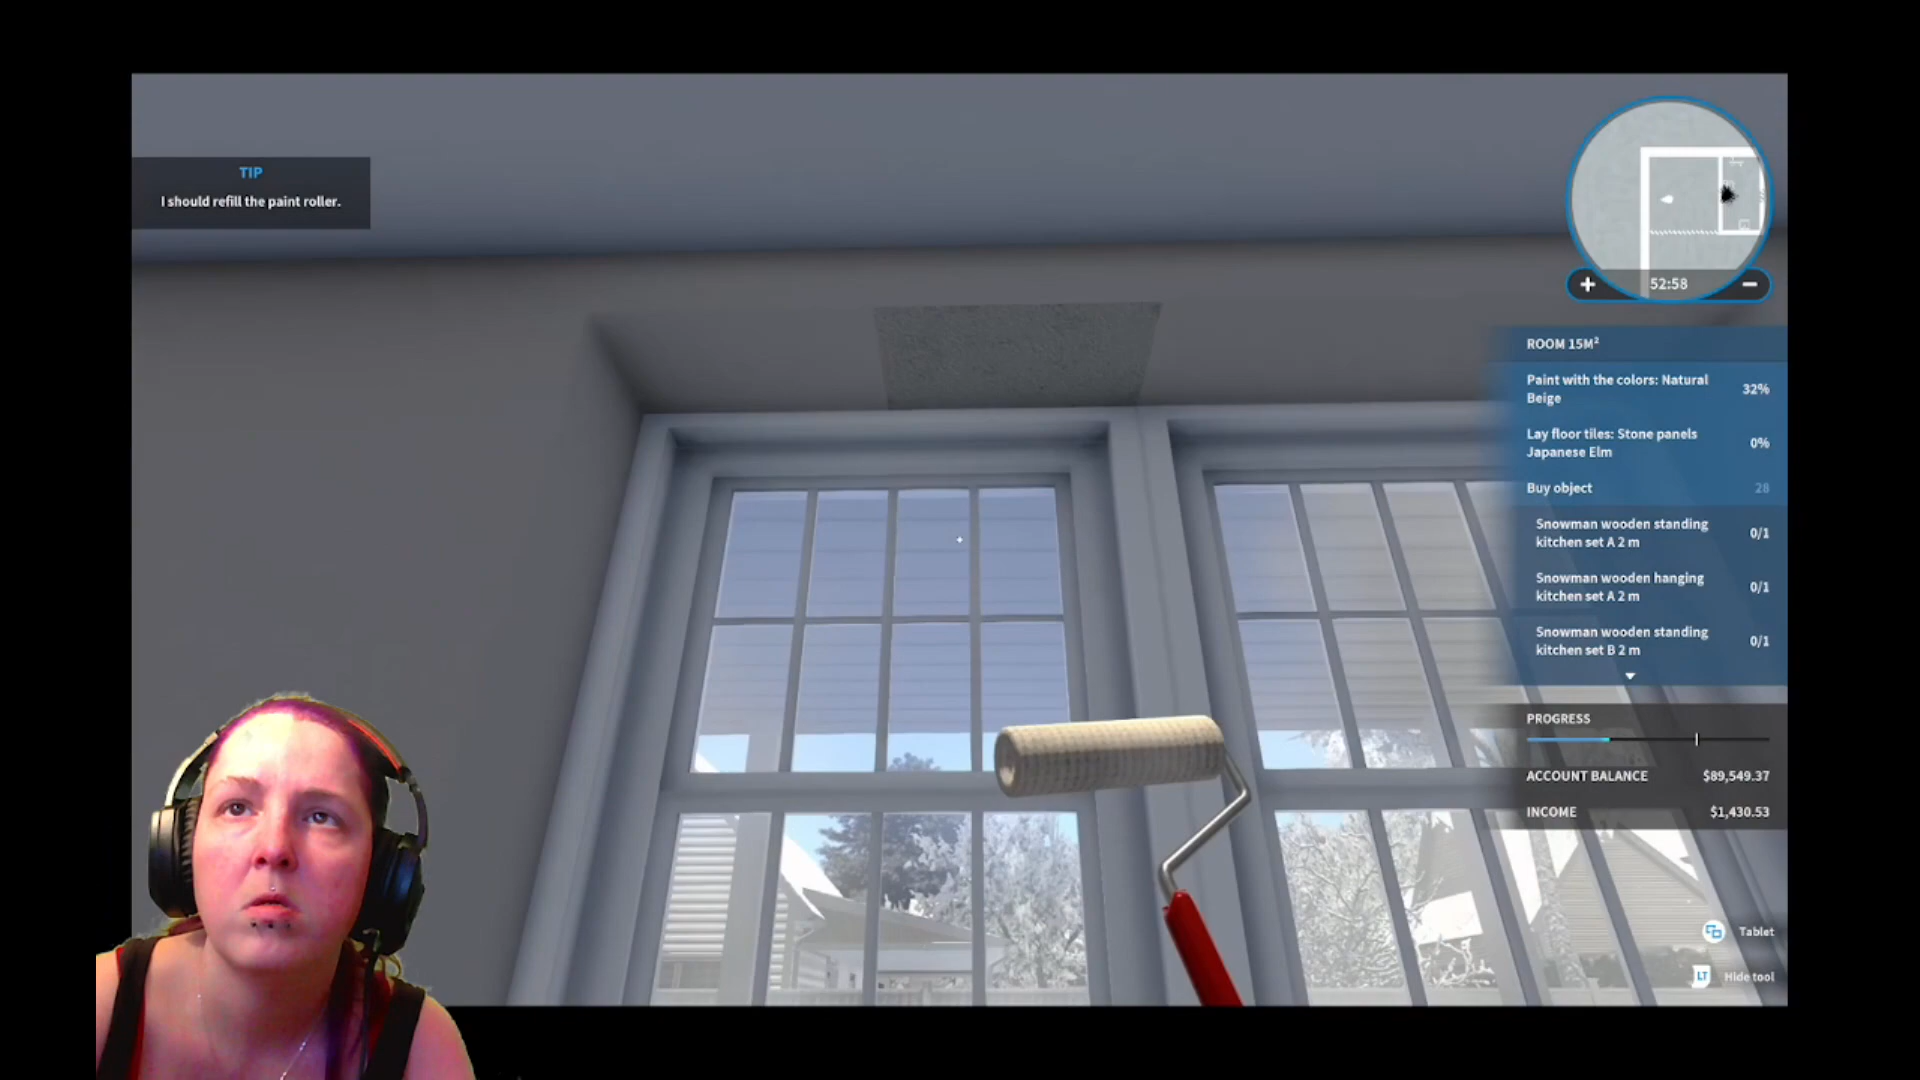 TIP
I should refill the paint roller.
52:58
ROOM 15M²
Paint with the colors: Natural
Beige
32%
Lay floor tiles: Stone panels
Japanese Elm
0%
Buy object
28
Snowman wooden standing
kitchen set A 2 m
0/1
Snowman wooden hanging
kitchen set A 2 m
0/1
Snowman wooden standing
kitchen set B 2 m
0/1
PROGRESS
ACCOUNT BALANCE $89,549.37
INCOME $1,430.53
Tablet
LT Hide tool